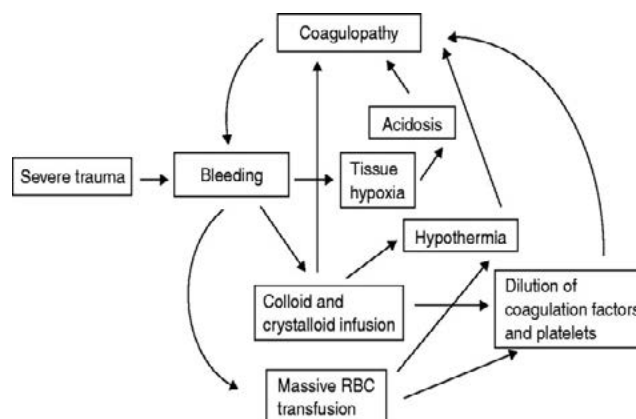 Coagulopathy
Acidosis
Severe trauma
Bleeding
Tissue
hypoxia
Hypothermia
Colloid and
crystalloid infusion
Dilution of
coagulation factors
and platelets
Massive RBC
transfusion